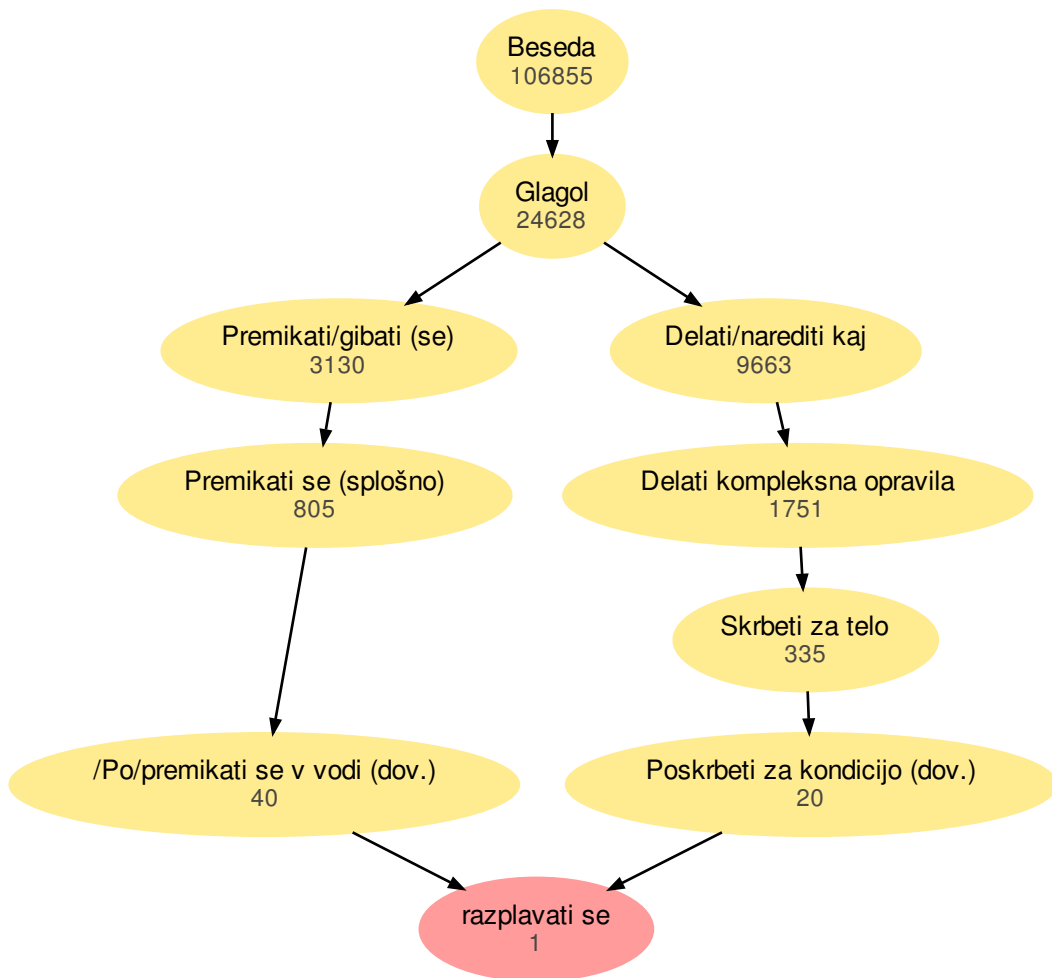 Beseda
106855
Glagol
24628
Premikati/gibati (se)
3130
Delati/narediti kaj
9663
Premikati se (splošno)
805
Delati kompleksna opravila
1751
Skrbeti za telo
335
/Po/premikati se v vodi (dov.)
40
Poskrbeti za kondicijo (dov.)
20
razplavati se
1